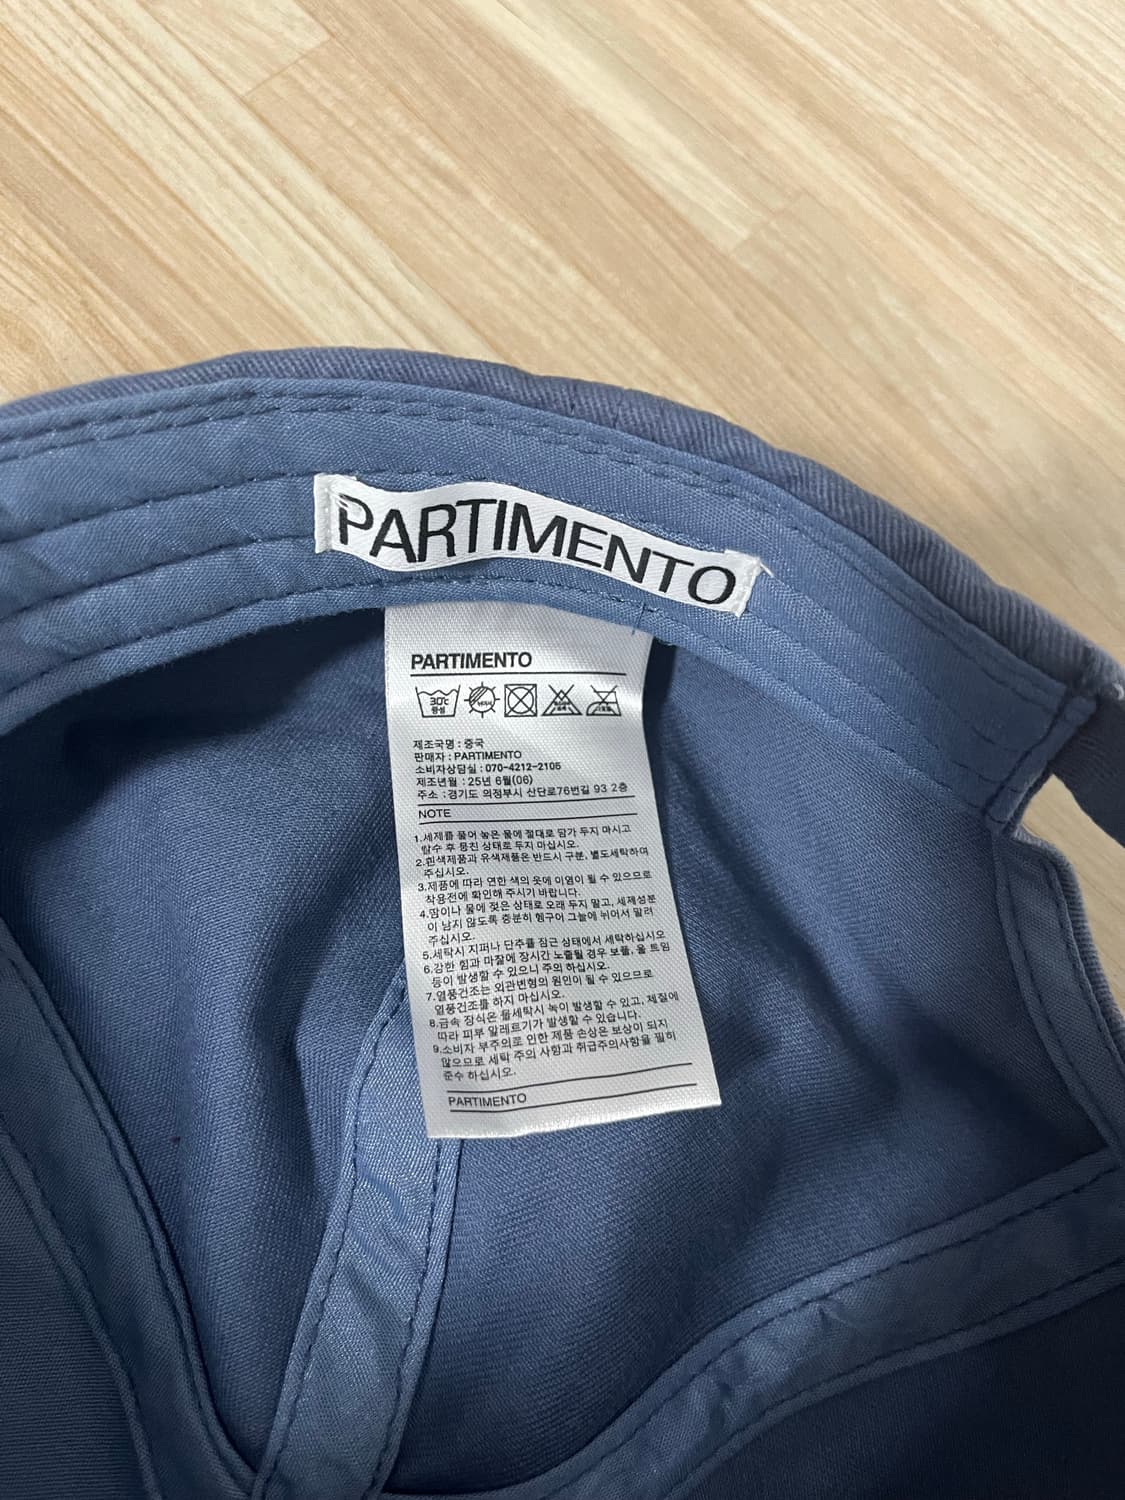 PARTIMENTO
PARTIMENTO
30℃
중성
제조국명 : 중국
판매자 : PARTIMENTO
소비자상담실 : 070-4212-2105
제조년월 : 25년 6월(06)
주소 : 경기도 의정부시 산단로76번길 93 2층
NOTE
1.세제를 풀어 놓은 물에 절대로 담가 두지 마시고
탈수 후 뭉친 상태로 두지 마십시오.
2.흰색제품과 유색제품은 반드시 구분, 별도세탁하며
주십시오.
3.제품에 따라 연한 색의 옷에 이염이 될 수 있으므로
착용전에 확인해 주시기 바랍니다.
4.땀이나 물에 젖은 상태로 오래 두지 말고, 세제성분
이 남지 않도록 충분히 헹구어 그늘에 뉘어서 말려
주십시오.
5.세탁시 지퍼나 단추를 잠근 상태에서 세탁하십시오
6.강한 힘과 마찰에 장시간 노출될 경우 보풀, 올 트임
등이 발생할 수 있으니 주의 하십시오.
7.열풍건조는 외관변형의 원인이 될 수 있으므로
열풍건조를 하지 마십시오.
8.금속 장식은 물세탁시 녹이 발생할 수 있고, 체질에
따라 피부 알레르기가 발생할 수 있습니다.
9.소비자 부주의로 인한 제품 손상은 보상이 되지
않으므로 세탁 주의 사항과 취급주의사항을 필히
준수 하십시오.
PARTIMENTO